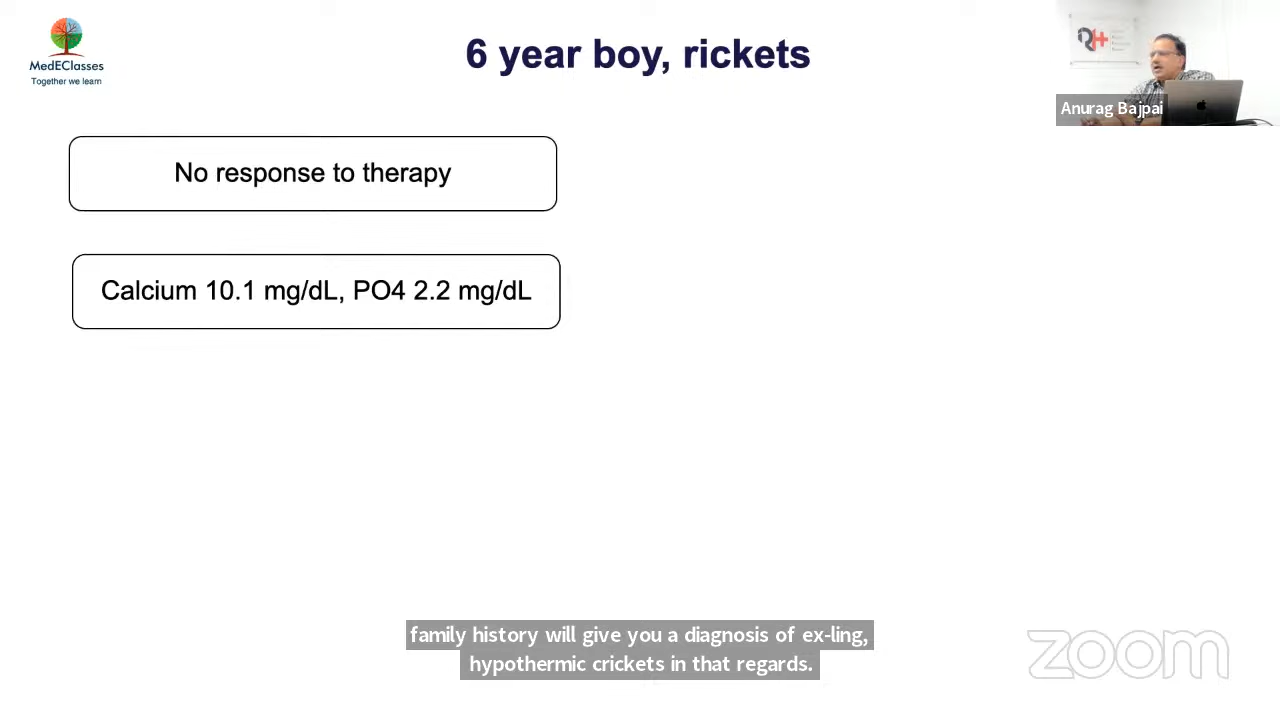 MedEClasses
Together we learn
6 year boy, rickets
Anurag Bajpai
No response to therapy
Calcium 10.1 mg/dL, PO4 2.2 mg/dL
family history will give you a diagnosis of ex-ling,
hypothermic crickets in that regards.
zoom